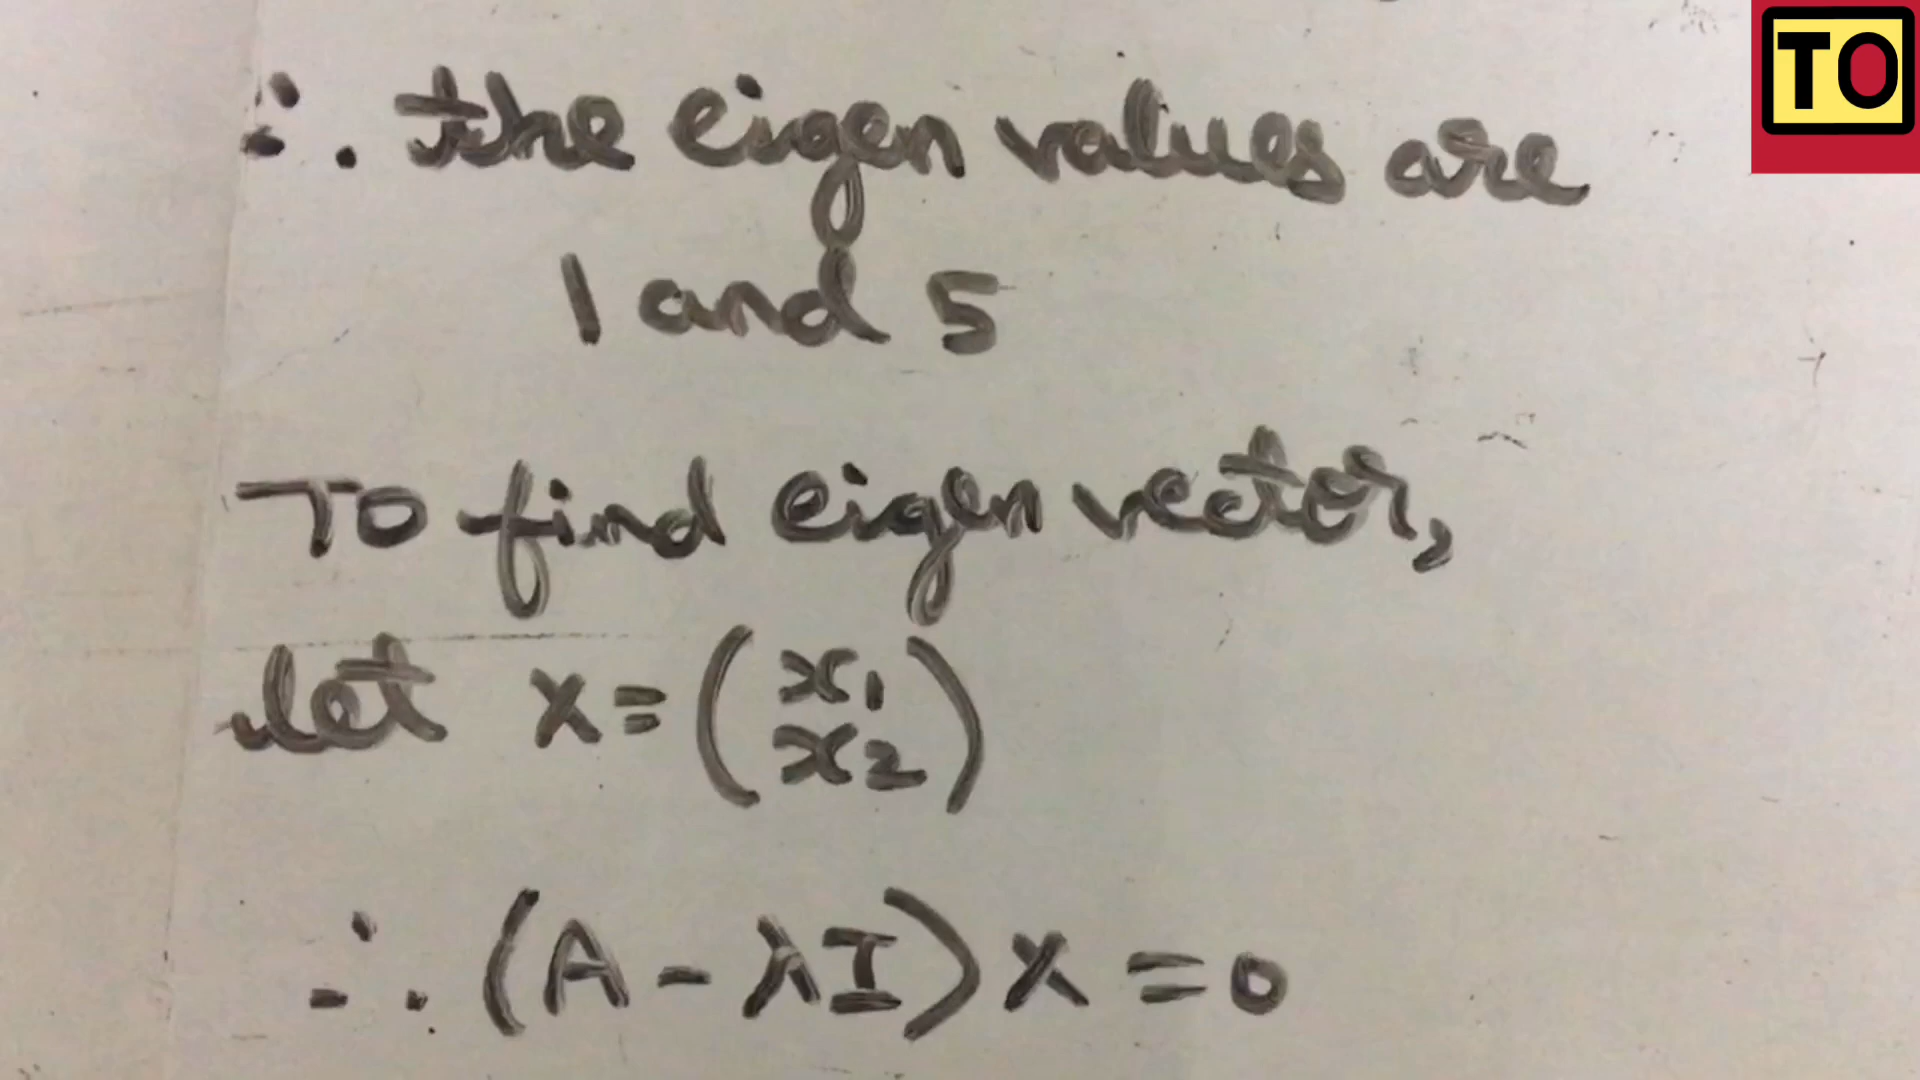 TO
∴ the eigen values are
1 and 5
To find eigen vector,
let X = (x₁ x₂)
∴ (A - λI) X = 0